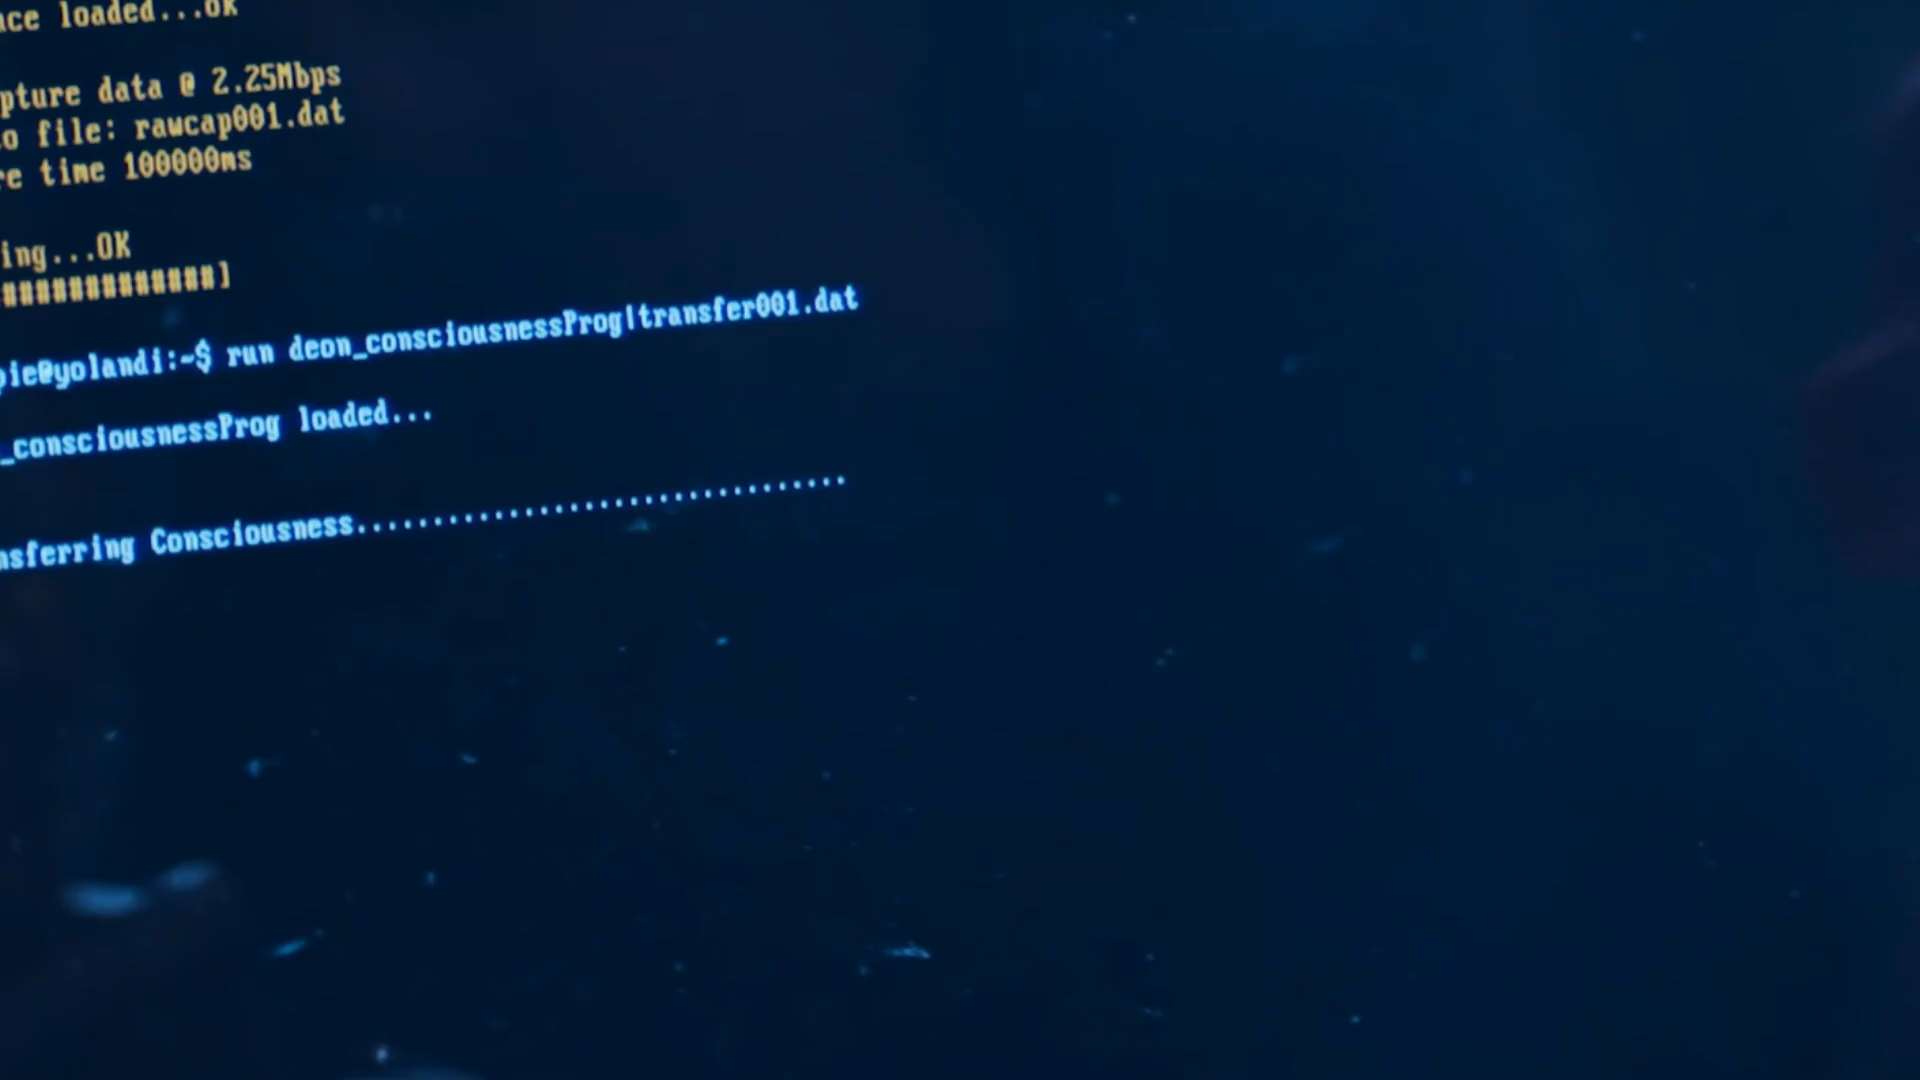 ace loaded...OK
pture data @ 2.25Mbps
o file: rawcap001.dat
re time 100000ms
ing...OK
##############]
pie@yolandi:~$ run deon_consciousnessProg|transfer001.dat
_consciousnessProg loaded...
nsferring Consciousness................................